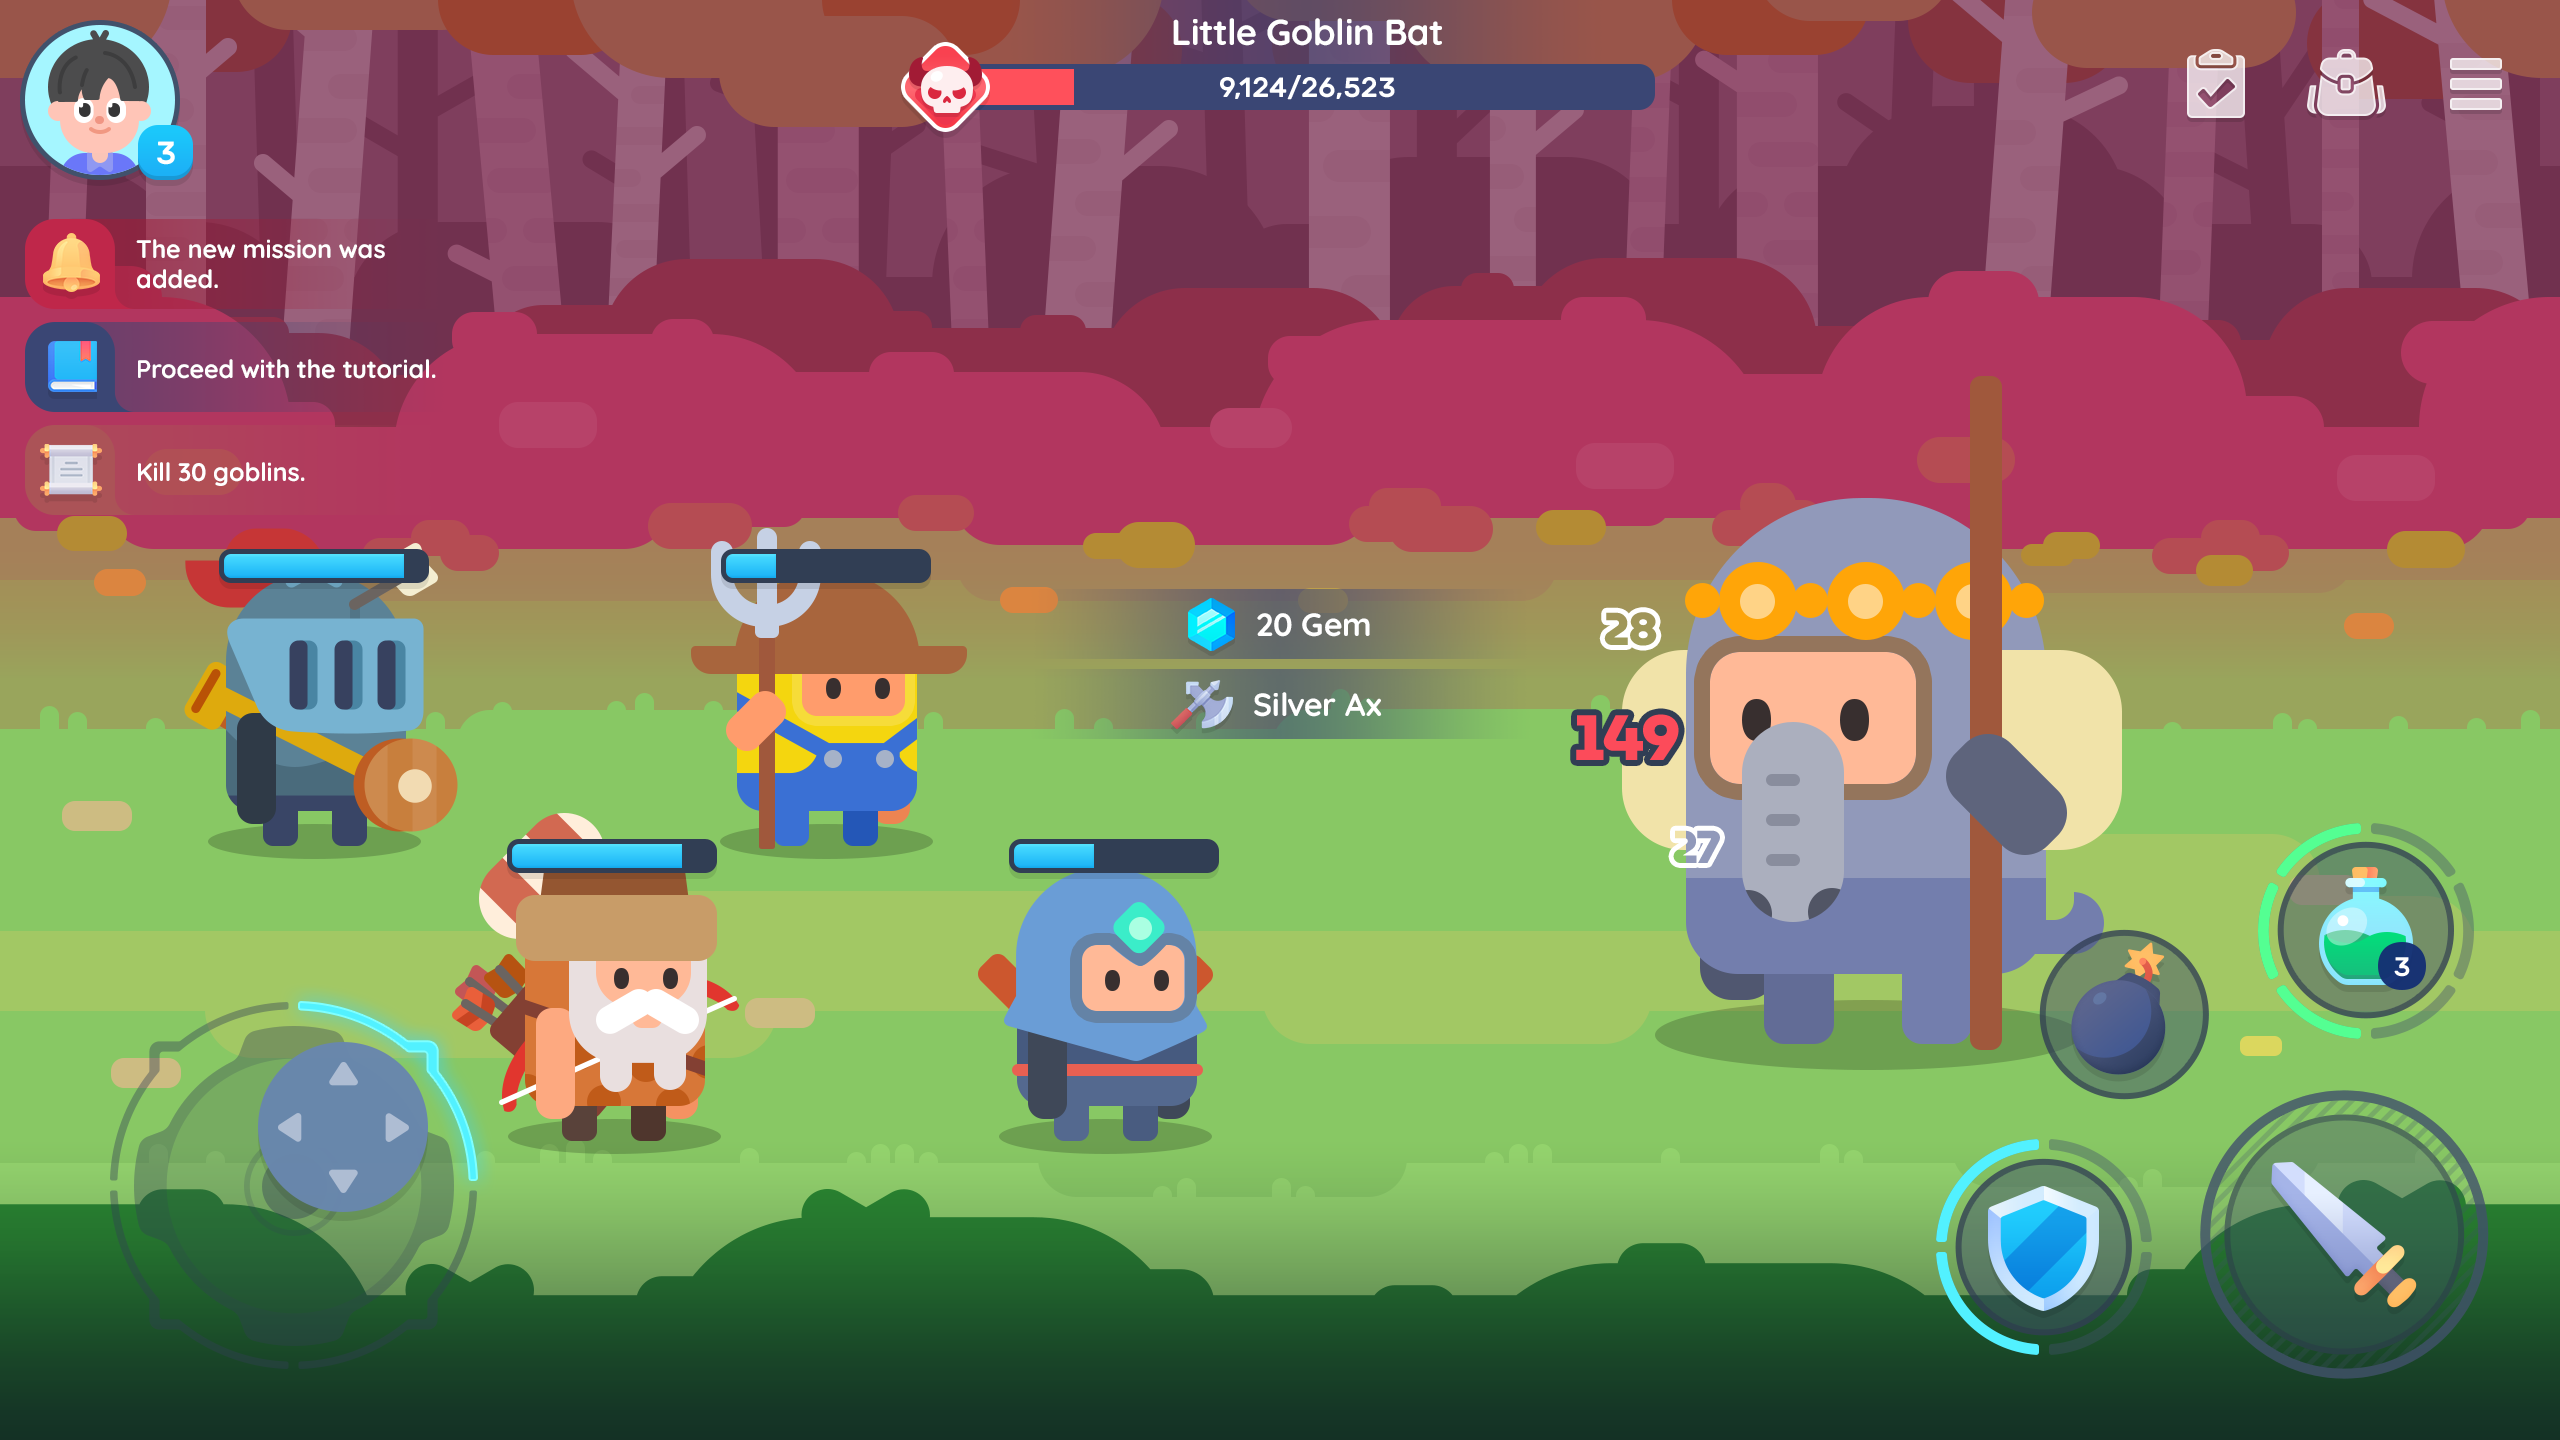 Little Goblin Bat
9,124/26,523
3
The new mission was
added.
Proceed with the tutorial.
Kill 30 goblins.
20 Gem
Silver Ax
28
149
27
3